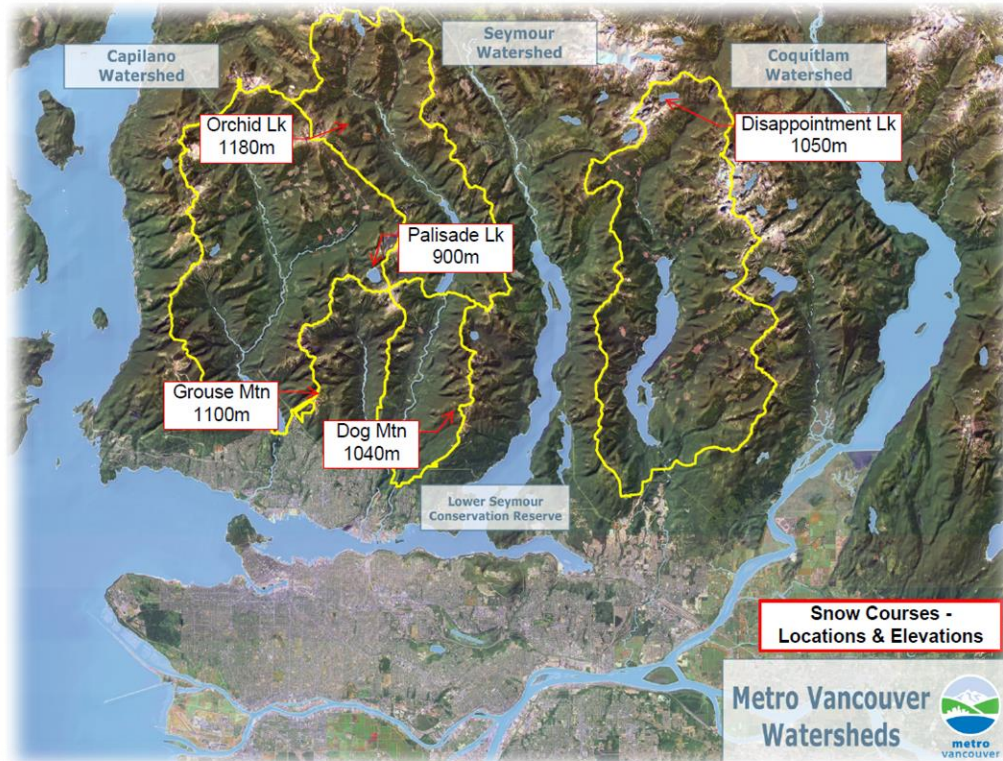 Capilano
Watershed
Seymour
Watershed
Coquitlam
Watershed
Orchid Lk
1180m
Disappointment Lk
1050m
Palisade Lk
900m
Grouse Mtn
1100m
Dog Mtn
1040m
Lower Seymour
Conservation Reserve
Snow Courses -
Locations & Elevations
Metro Vancouver
Watersheds
metro
vancouver